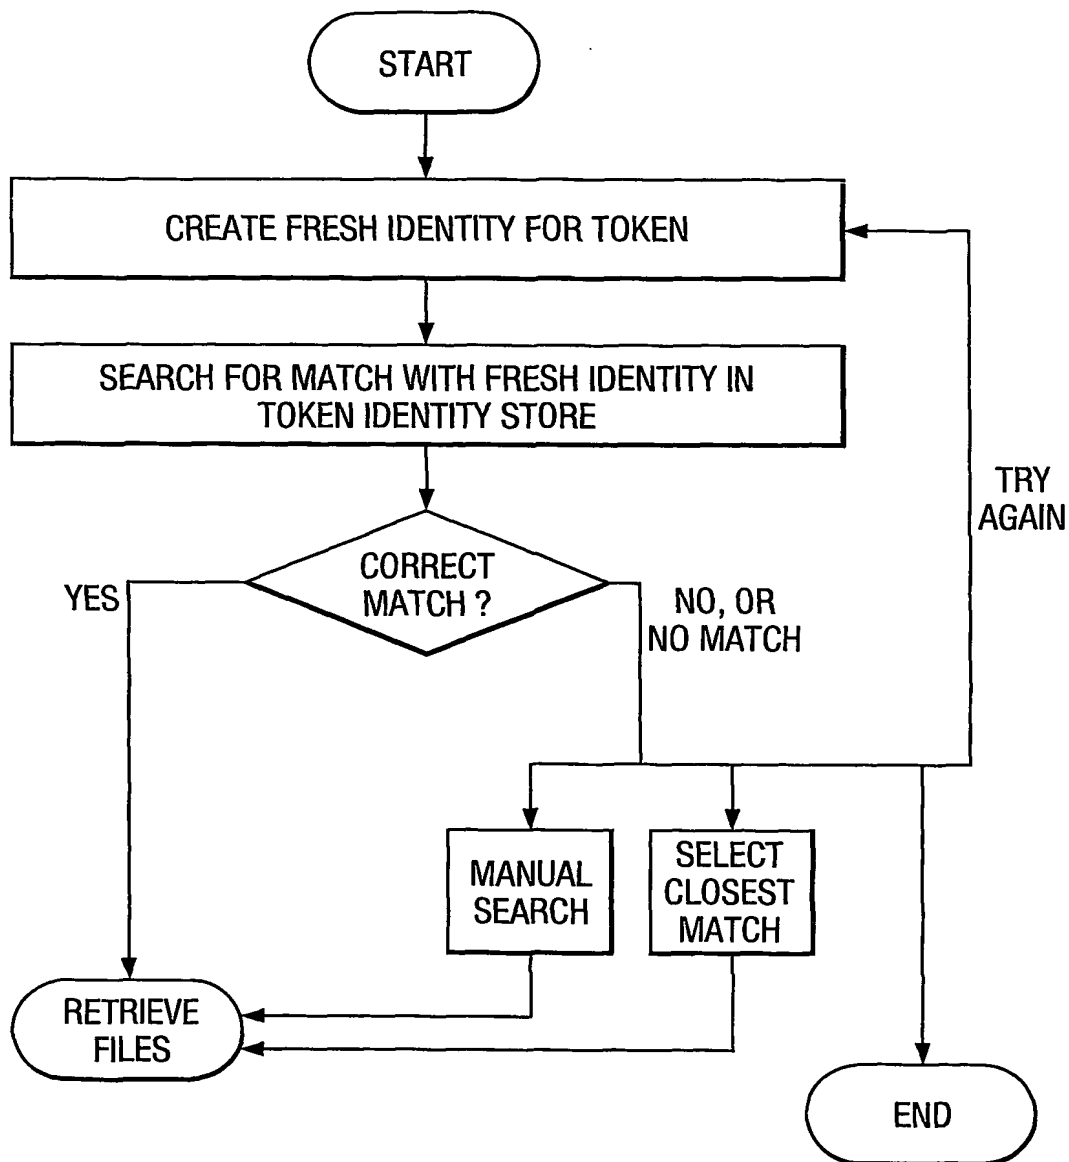 START
CREATE FRESH IDENTITY FOR TOKEN
SEARCH FOR MATCH WITH FRESH IDENTITY IN
TOKEN IDENTITY STORE
TRY
AGAIN
CORRECT
MATCH ?
YES
NO, OR
NO MATCH
MANUAL
SEARCH
SELECT
CLOSEST
MATCH
RETRIEVE
FILES
END